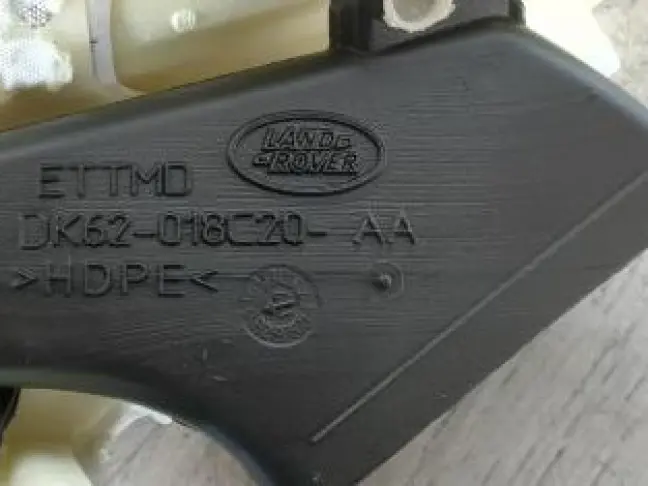 LAND
ROVER
ETTMD
DK62-018C20- AA
>HDPE<